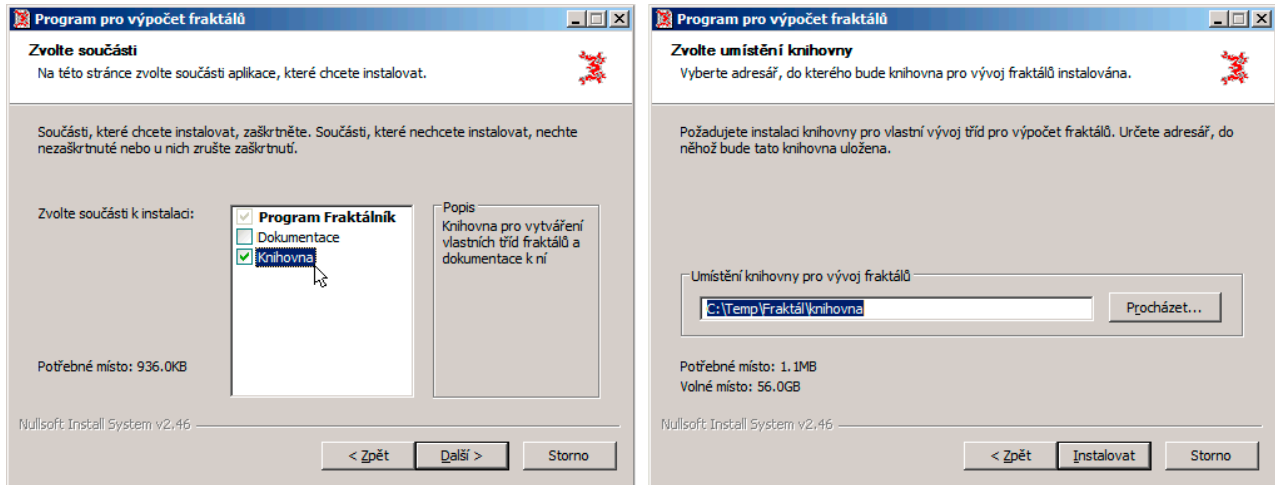 Program pro výpočet fraktálů
Zvolte součásti
Na této stránce zvolte součásti aplikace, které chcete instalovat.
Součásti, které chcete instalovat, zaškrtněte. Součásti, které nechcete instalovat, nechte
nezaškrtnuté nebo u nich zrušte zaškrtnutí.
Zvolte součásti k instalaci:
Program Fraktálník
Dokumentace
Knihovna
Popis
Knihovna pro vytváření
vlastních tříd fraktálů a
dokumentace k ní
Potřebné místo: 936.0KB
Nullsoft Install System v2.46
< Zpět
Další >
Storno
Program pro výpočet fraktálů
Zvolte umístění knihovny
Vyberte adresář, do kterého bude knihovna pro vývoj fraktálů instalována.
Požadujete instalaci knihovny pro vlastní vývoj tříd pro výpočet fraktálů. Určete adresář, do
něhož bude tato knihovna uložena.
Umístění knihovny pro vývoj fraktálů
C:\Temp\Fraktál\knihovna
Procházet...
Potřebné místo: 1.1MB
Volné místo: 56.0GB
Nullsoft Install System v2.46
< Zpět
Instalovat
Storno